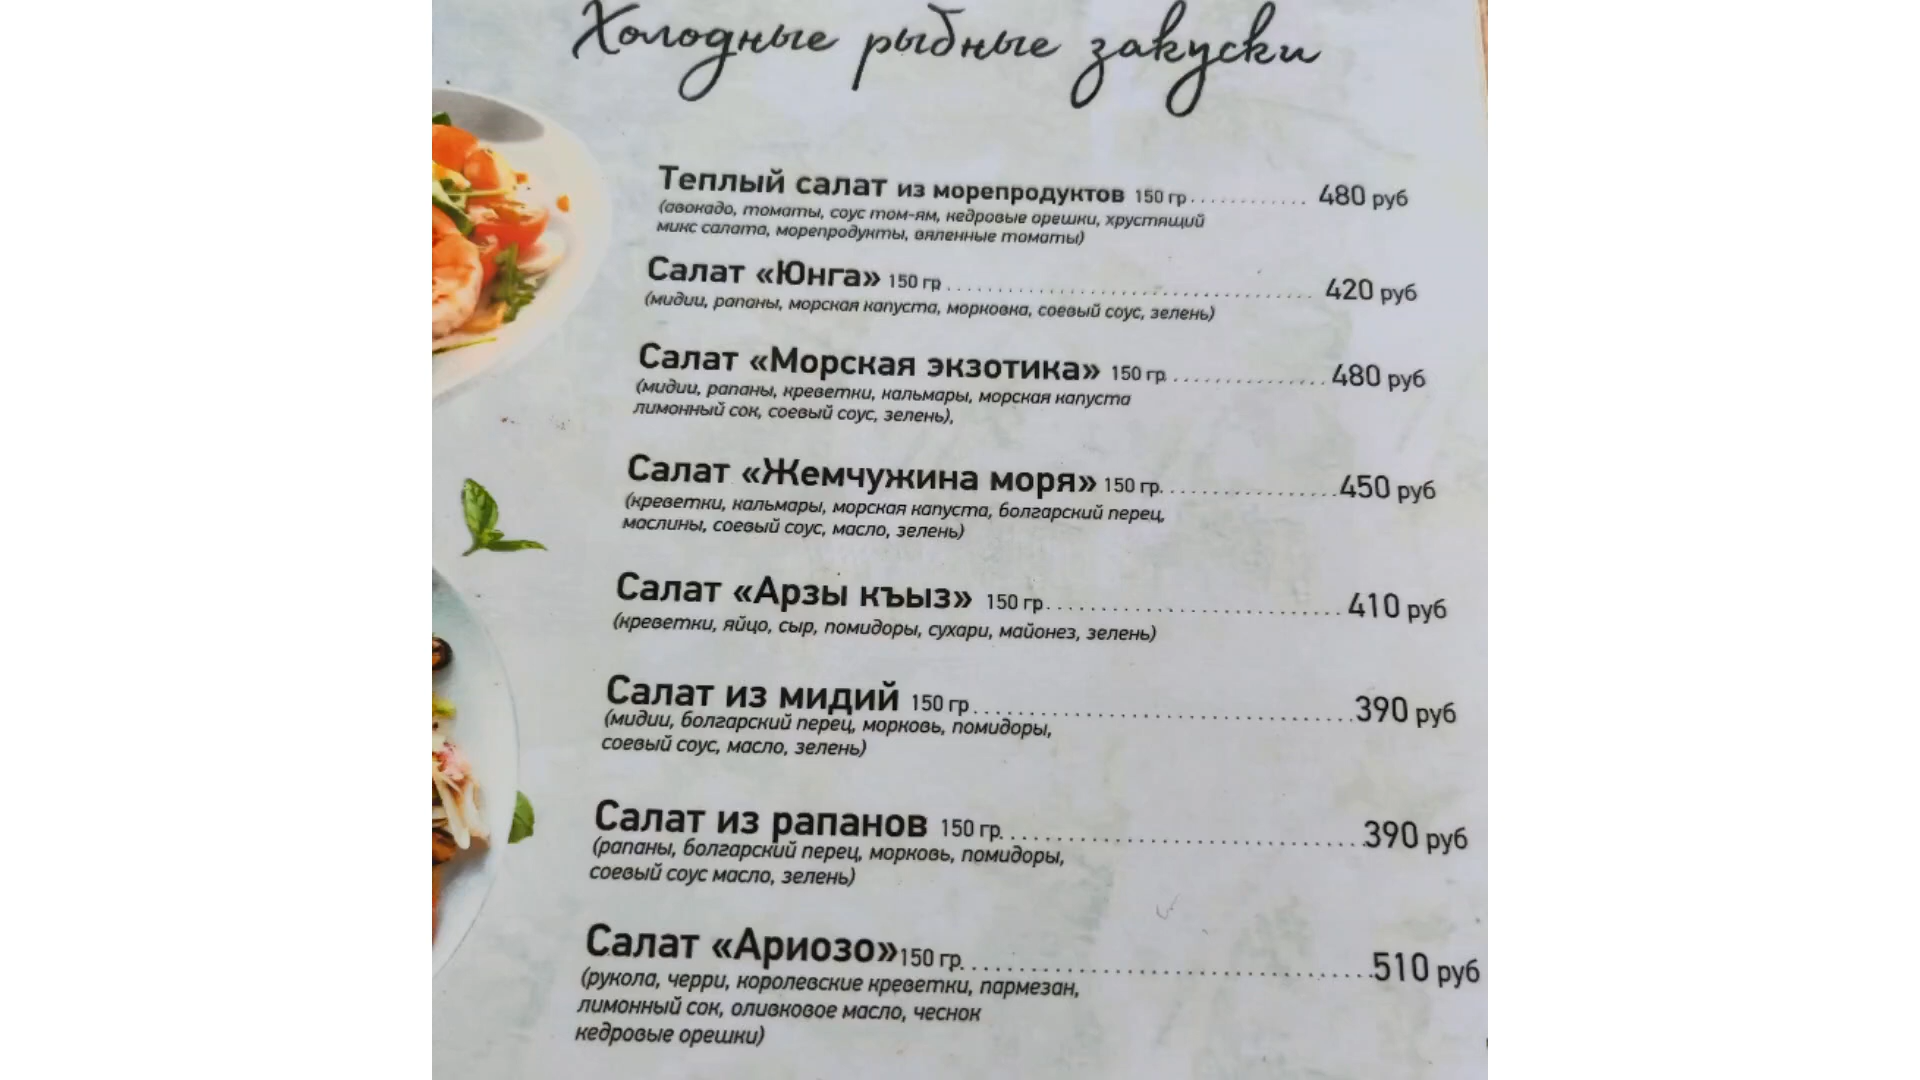 Холодные рыбные закуски
Теплый салат из морепродуктов 150 гр............ 480 руб
(авокадо, томаты, соус том-ям, кедровые орешки, хрустящий
микс салата, морепродукты, вяленные томаты)
Салат «Юнга» 150 гр..................................... 420 руб
(мидии, рапаны, морская капуста, морковка, соевый соус, зелень)
Салат «Морская экзотика» 150 гр................ 480 руб
(мидии, рапаны, креветки, кальмары, морская капуста
лимонный сок, соевый соус, зелень),
Салат «Жемчужина моря» 150 гр.................. 450 руб
(креветки, кальмары, морская капуста, болгарский перец,
маслины, соевый соус, масло, зелень)
Салат «Арзы къыз» 150 гр............................. 410 руб
(креветки, яйцо, сыр, помидоры, сухари, майонез, зелень)
Салат из мидий 150 гр..................................... 390 руб
(мидии, болгарский перец, морковь, помидоры,
соевый соус, масло, зелень)
Салат из рапанов 150 гр.................................. 390 руб
(рапаны, болгарский перец, морковь, помидоры,
соевый соус масло, зелень)
Салат «Ариозо» 150 гр...................................... 510 руб
(рукола, черри, королевские креветки, пармезан,
лимонный сок, оливковое масло, чеснок
кедровые орешки)